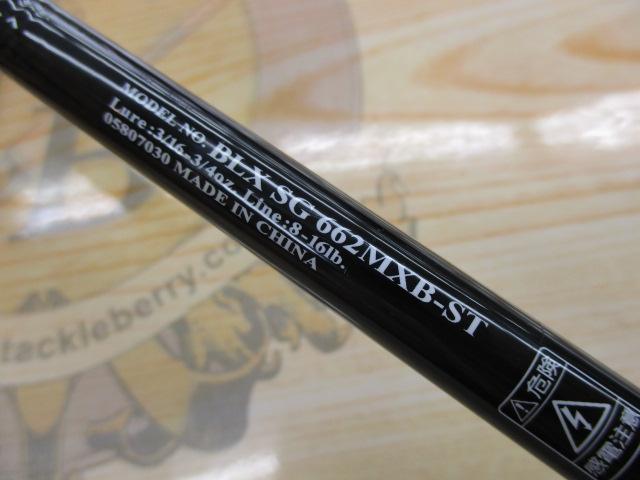 MODEL NO. BLX SG 662MXB-ST
Lure:3/16-3/4oz. Line:8-16lb.
05807030 MADE IN CHINA
危険
感電注意
tackleberry.co